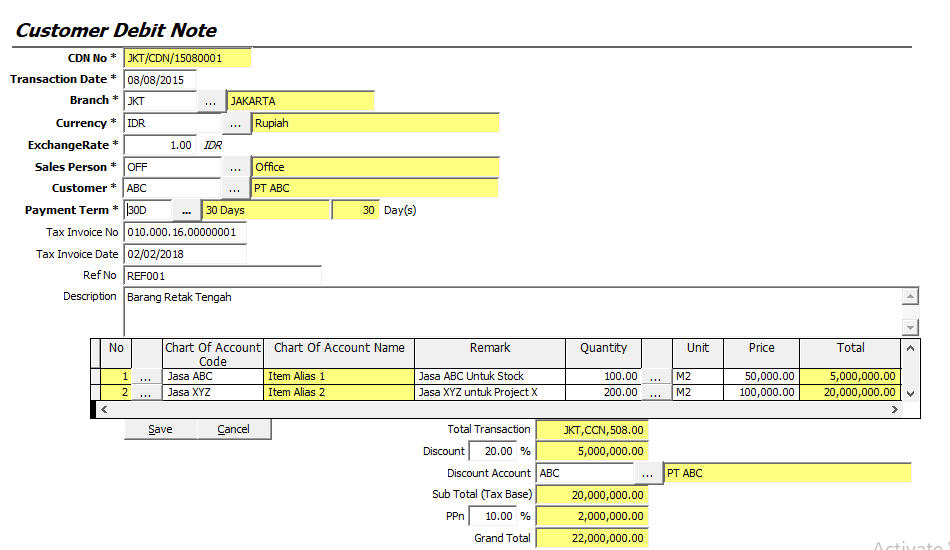 Customer Debit Note
CDN No * JKT/CDN/15080001
Transaction Date * 08/08/2015
Branch * JKT ... JAKARTA
Currency * IDR ... Rupiah
ExchangeRate * 1.00 IDR
Sales Person * OFF ... Office
Customer * ABC ... PT ABC
Payment Term * 30D ... 30 Days 30 Day(s)
Tax Invoice No 010.000.16.00000001
Tax Invoice Date 02/02/2018
Ref No REF001
Description Barang Retak Tengah
No Chart Of Account Code Chart Of Account Name Remark Quantity Unit Price Total
1 ... Jasa ABC Item Alias 1 Jasa ABC Untuk Stock 100.00 ... M2 50,000.00 5,000,000.00
2 ... Jasa XYZ Item Alias 2 Jasa XYZ untuk Project X 200.00 ... M2 100,000.00 20,000,000.00
Save Cancel Total Transaction JKT,CCN,508.00
Discount 20.00 % 5,000,000.00
Discount Account ABC ... PT ABC
Sub Total (Tax Base) 20,000,000.00
PPn 10.00 % 2,000,000.00
Grand Total 22,000,000.00